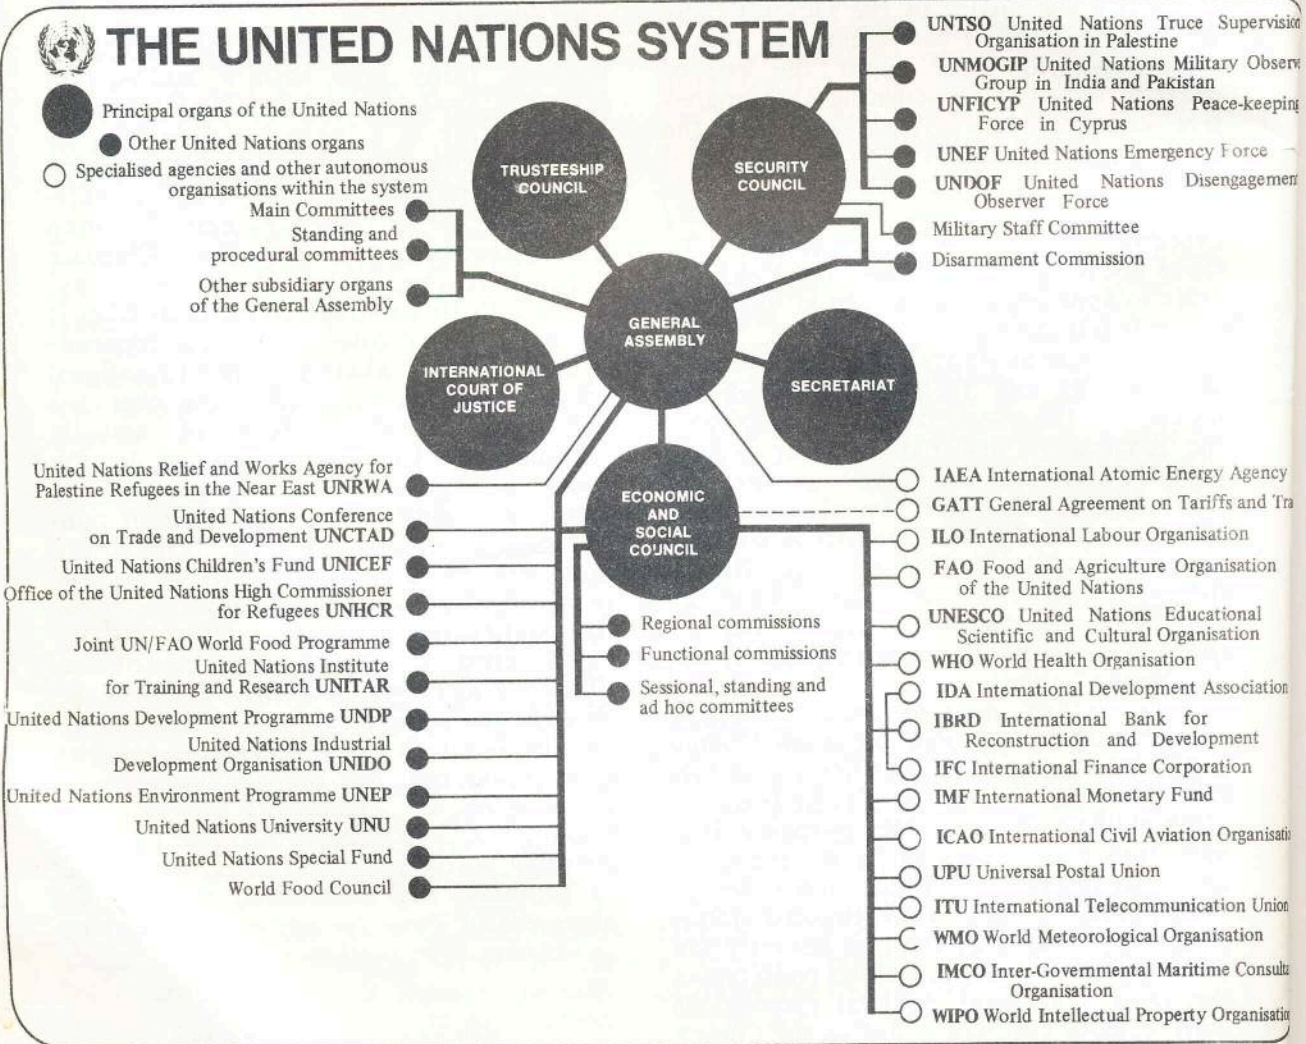 THE UNITED NATIONS SYSTEM
Principal organs of the United Nations
Other United Nations organs
Specialised agencies and other autonomous
organisations within the system
Main Committees
Standing and
procedural committees
Other subsidiary organs
of the General Assembly
TRUSTEESHIP
COUNCIL
SECURITY
COUNCIL
GENERAL
ASSEMBLY
INTERNATIONAL
COURT OF
JUSTICE
SECRETARIAT
ECONOMIC
AND
SOCIAL
COUNCIL
UNTSO United Nations Truce
Organisation in Palestine
UNMOGIP United Nations Military
Group in India and Pakistan
UNFICYP United Nations Peace-keeping
Force in Cyprus
UNEF United Nations Emergency Force
UNDOF United Nations
Observer Force
Military Staff Committee
Disarmament Commission
United Nations Relief and Works Agency for
Palestine Refugees in the Near East UNRWA
United Nations Conference
on Trade and Development UNCTAD
United Nations Children's Fund UNICEF
Office of the United Nations High Commissioner
for Refugees UNHCR
Joint UN/FAO World Food Programme
United Nations Institute
for Training and Research UNITAR
United Nations Development Programme UNDP
United Nations Industrial
Development Organisation UNIDO
United Nations Environment Programme UNEP
United Nations University UNU
United Nations Special Fund
World Food Council
Regional commissions
Functional commissions
Sessional, standing and
ad hoc committees
IAEA International Atomic Energy Agency
GATT General Agreement on Tariffs and
ILO International Labour Organisation
FAO Food and Agriculture Organisation
of the United Nations
UNESCO United Nations Educational
Scientific and Cultural Organisation
WHO World Health Organisation
IDA International Development Association
IBRD International Bank for
Reconstruction and Development
IFC International Finance Corporation
IMF International Monetary Fund
ICAO International Civil Aviation
UPU Universal Postal Union
ITU International Telecommunication Union
WMO World Meteorological Organisation
IMCO Inter-Governmental Maritime
Organisation
WIPO World Intellectual Property